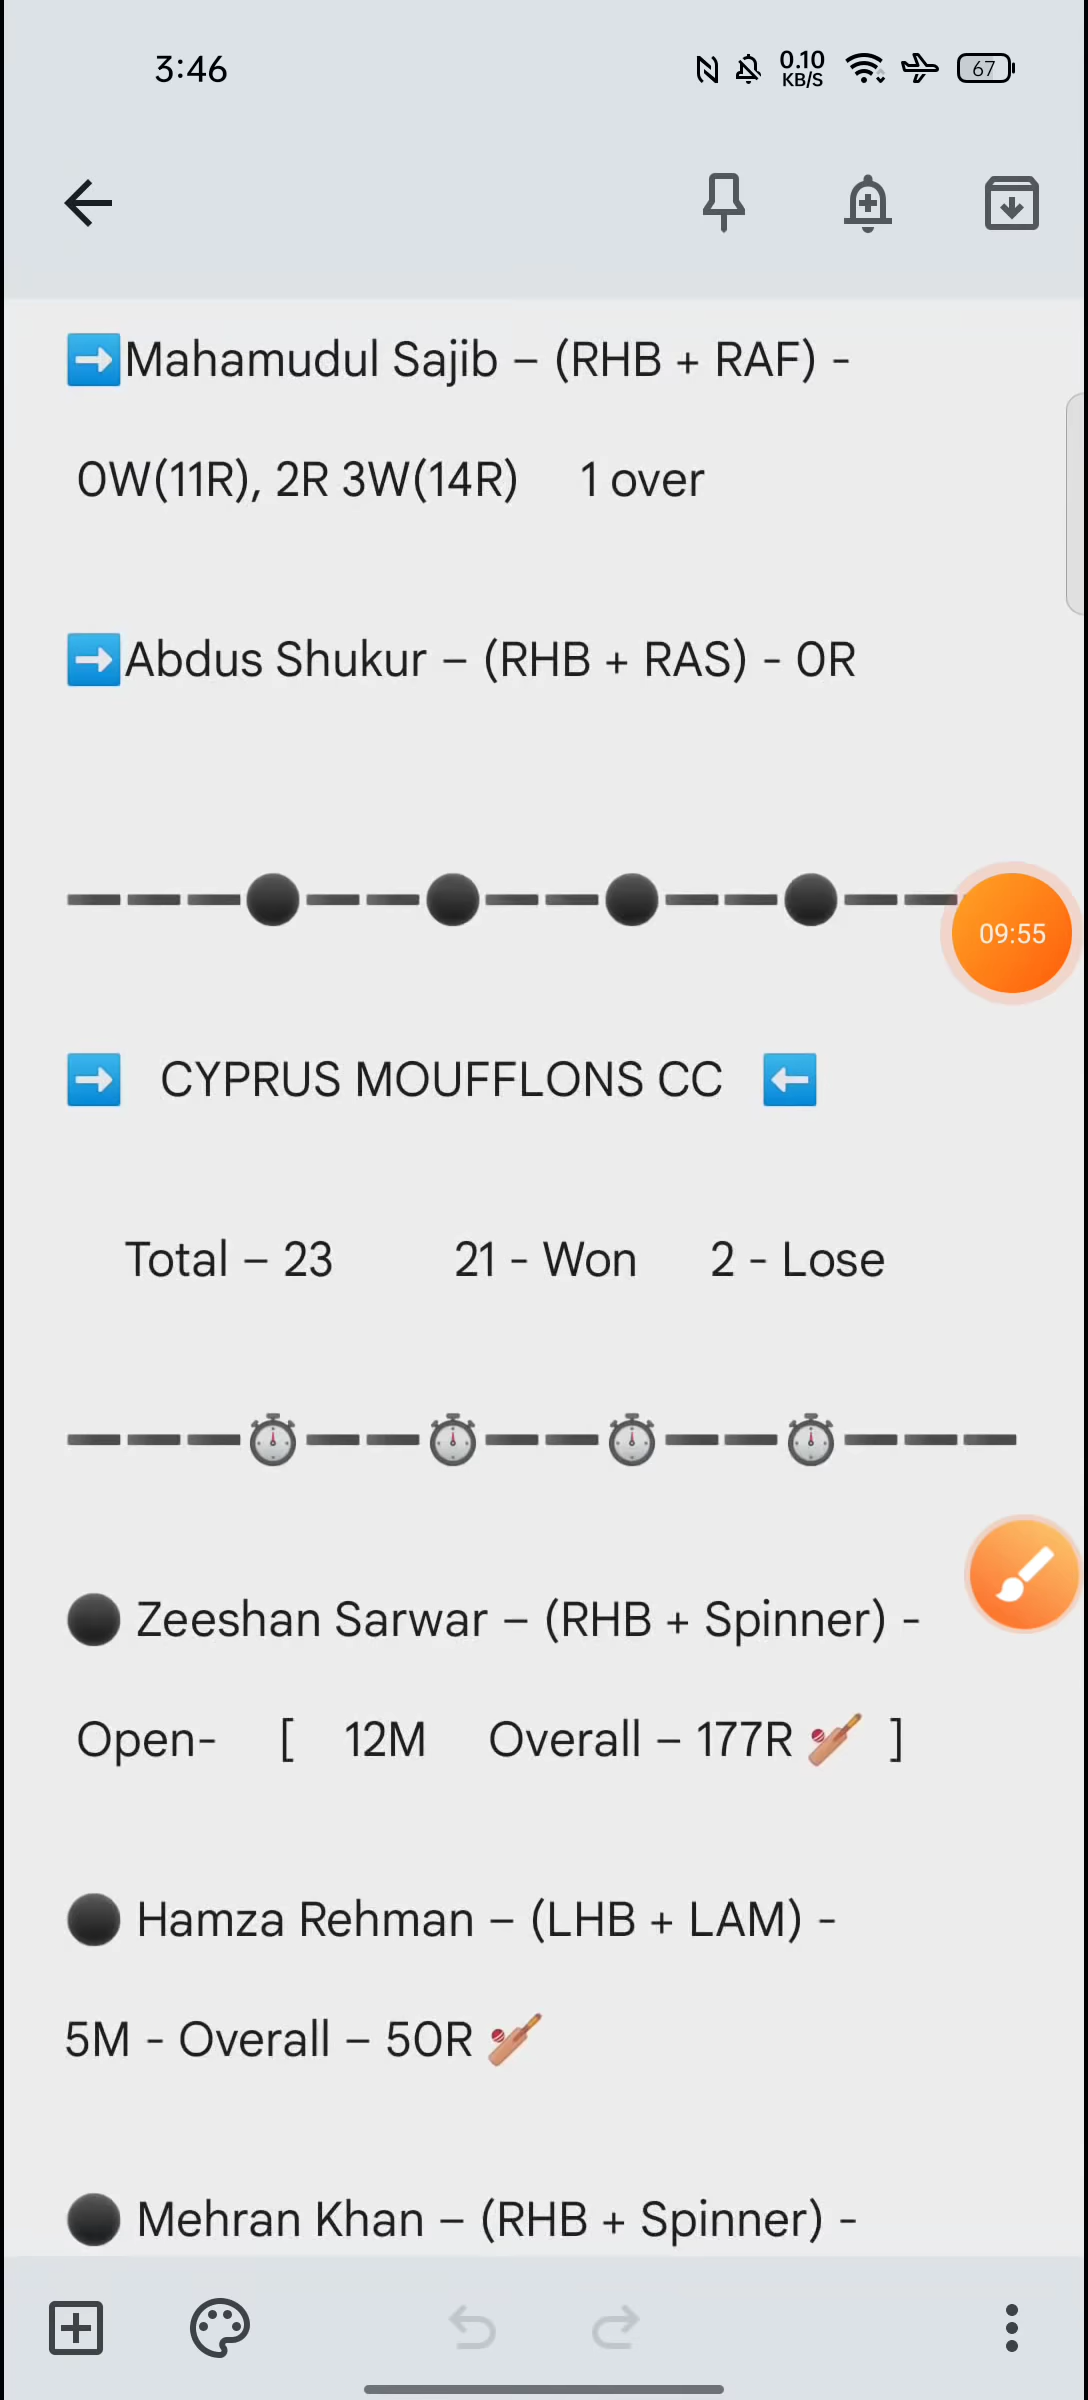 3:46 0.10 KB/S 67
➡️Mahamudul Sajib – (RHB + RAF) -
0W(11R), 2R 3W(14R) 1 over
➡️Abdus Shukur – (RHB + RAS) - 0R
09:55
➡️ CYPRUS MOUFFLONS CC ⬅️
Total – 23 21 - Won 2 - Lose
⚫ Zeeshan Sarwar – (RHB + Spinner) -
Open- [ 12M Overall – 177R 🏏 ]
⚫ Hamza Rehman – (LHB + LAM) -
5M - Overall – 50R 🏏
⚫ Mehran Khan – (RHB + Spinner) -